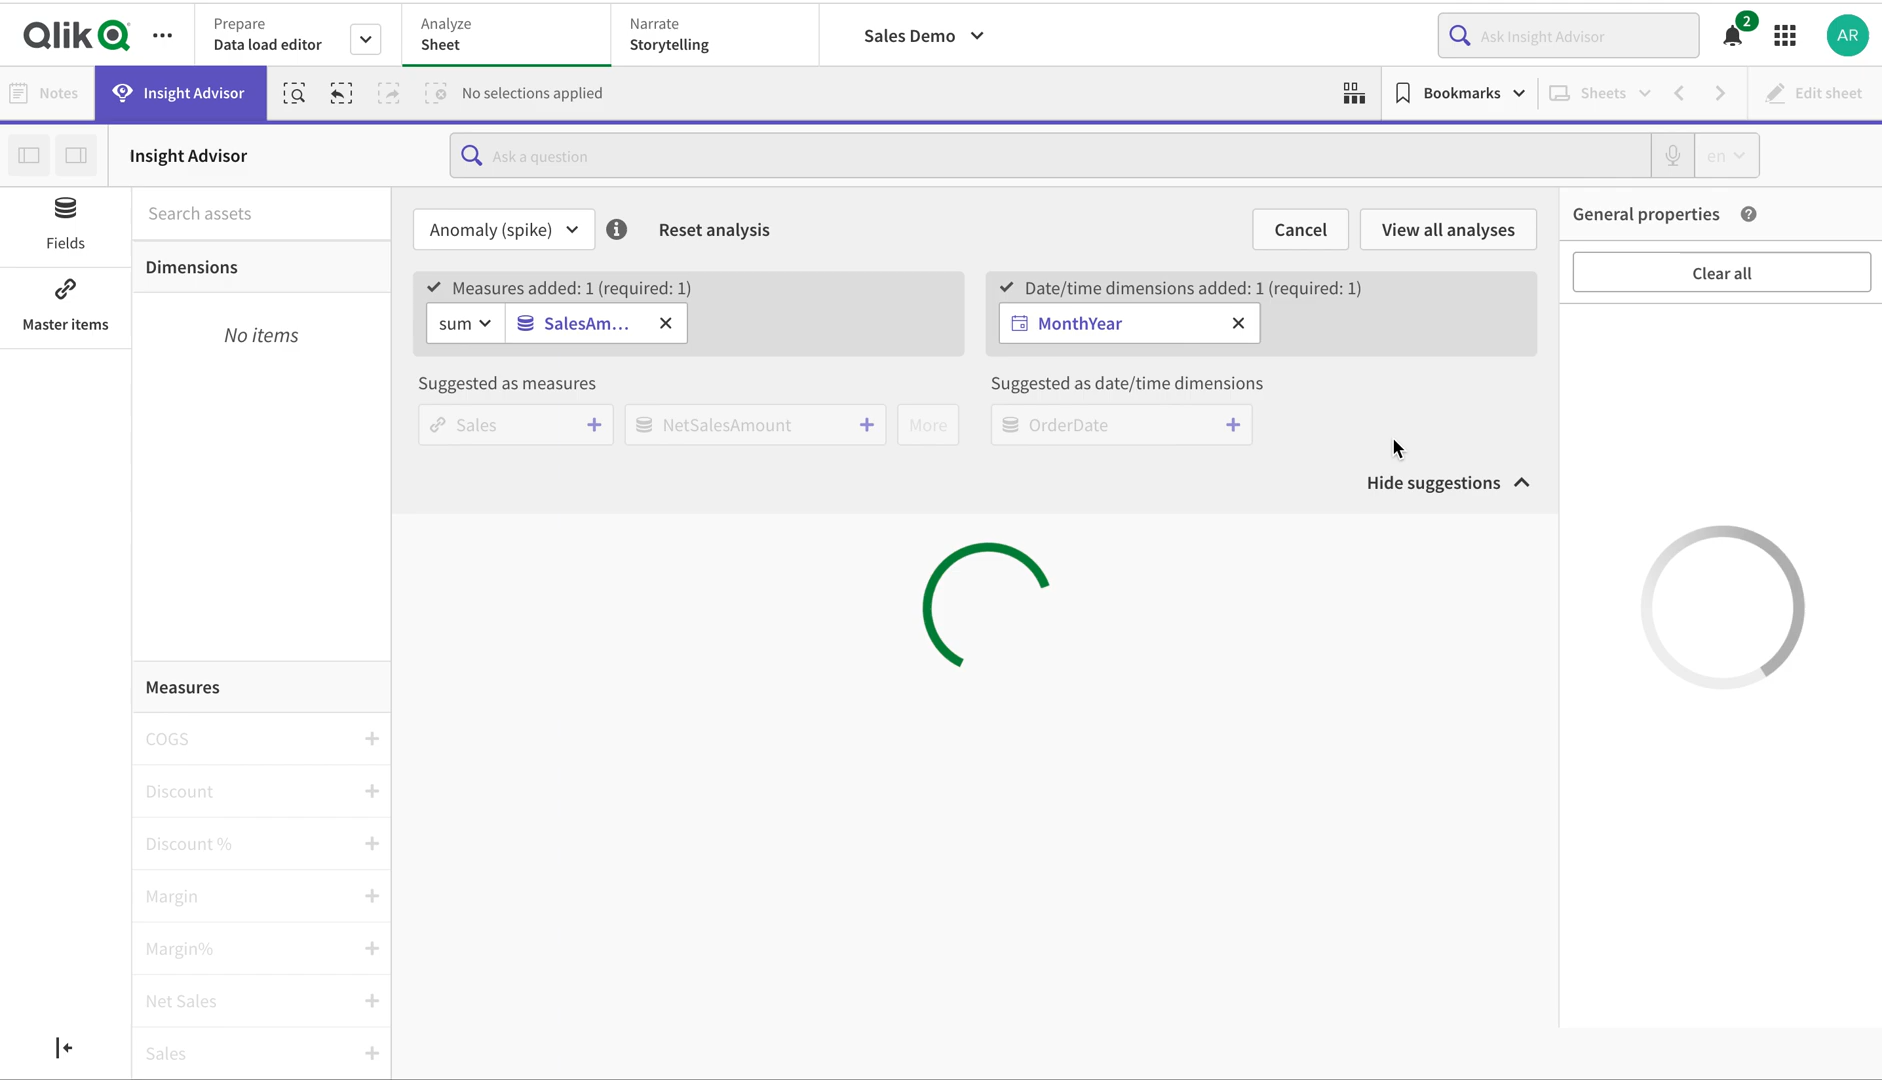 Qlik
Prepare
Data load editor
Analyze
Sheet
Narrate
Storytelling
Sales Demo
Ask Insight Advisor
2
AR
Notes
Insight Advisor
No selections applied
Bookmarks
Sheets
Edit sheet
Insight Advisor
Ask a question
en
Fields
Master items
Search assets
Dimensions
No items
Measures
COGS
Discount
Discount %
Margin
Margin%
Net Sales
Sales
Anomaly (spike)
Reset analysis
Cancel
View all analyses
Measures added: 1 (required: 1)
sum
SalesAm...
Date/time dimensions added: 1 (required: 1)
MonthYear
Suggested as measures
Sales
NetSalesAmount
More
Suggested as date/time dimensions
OrderDate
Hide suggestions
General properties
Clear all